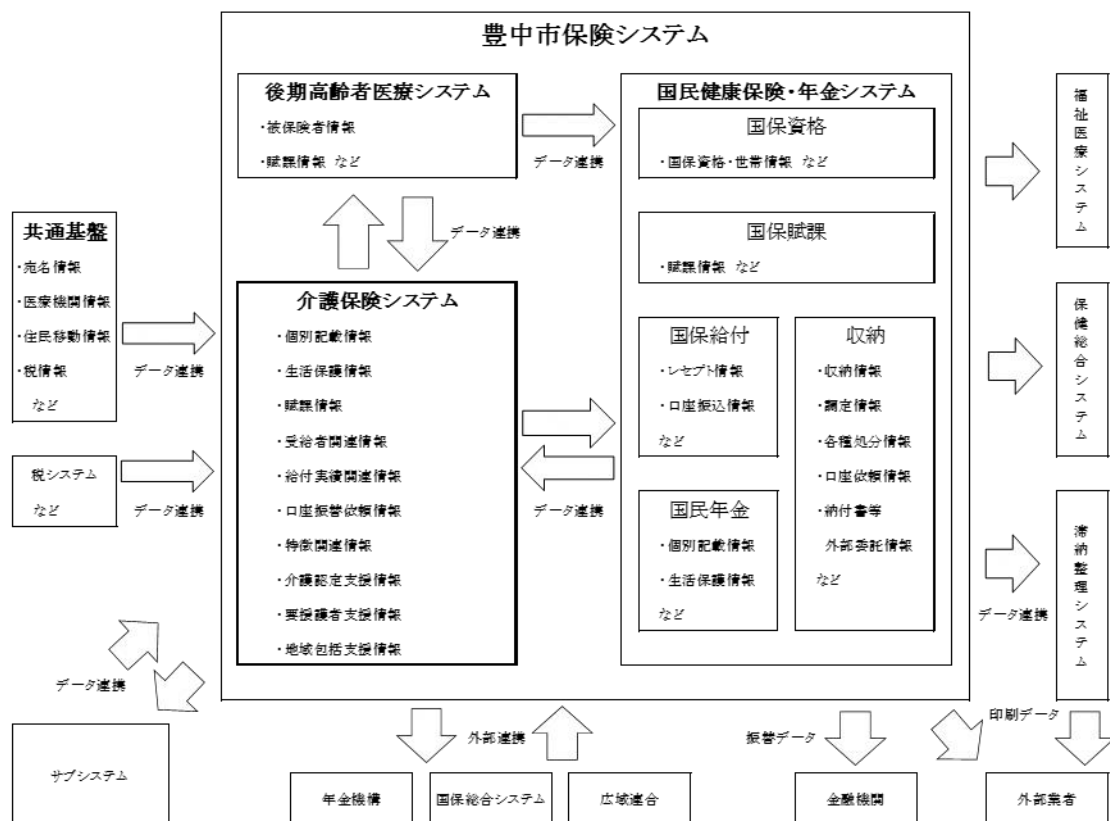 豊中市保険システム
後期高齢者医療システム
・被保険者情報
・賦課情報 など
データ連携
国民健康保険・年金システム
国保資格
・国保資格・世帯情報 など
国保賦課
・賦課情報 など
福祉医療システム
データ連携
共通基盤
・宛名情報
・医療機関情報
・住民移動情報
・税情報
など
データ連携
介護保険システム
・個別記載情報
・生活保護情報
・賦課情報
・受給者関連情報
・給付実績関連情報
・口座振替依頼情報
・特徴関連情報
・介護認定支援情報
・要援護者支援情報
・地域包括支援情報
国保給付
・レセプト情報
・口座振込情報
など
収納
・収納情報
・調定情報
・各種処分情報
・口座依頼情報
・納付書等
外部委託情報
など
保健総合システム
税システム
など
データ連携
データ連携
国民年金
・個別記載情報
・生活保護情報
など
滞納整理システム
データ連携
データ連携
サブシステム
外部連携
振替データ
印刷データ
年金機構
国保総合システム
広域連合
金融機関
外部業者